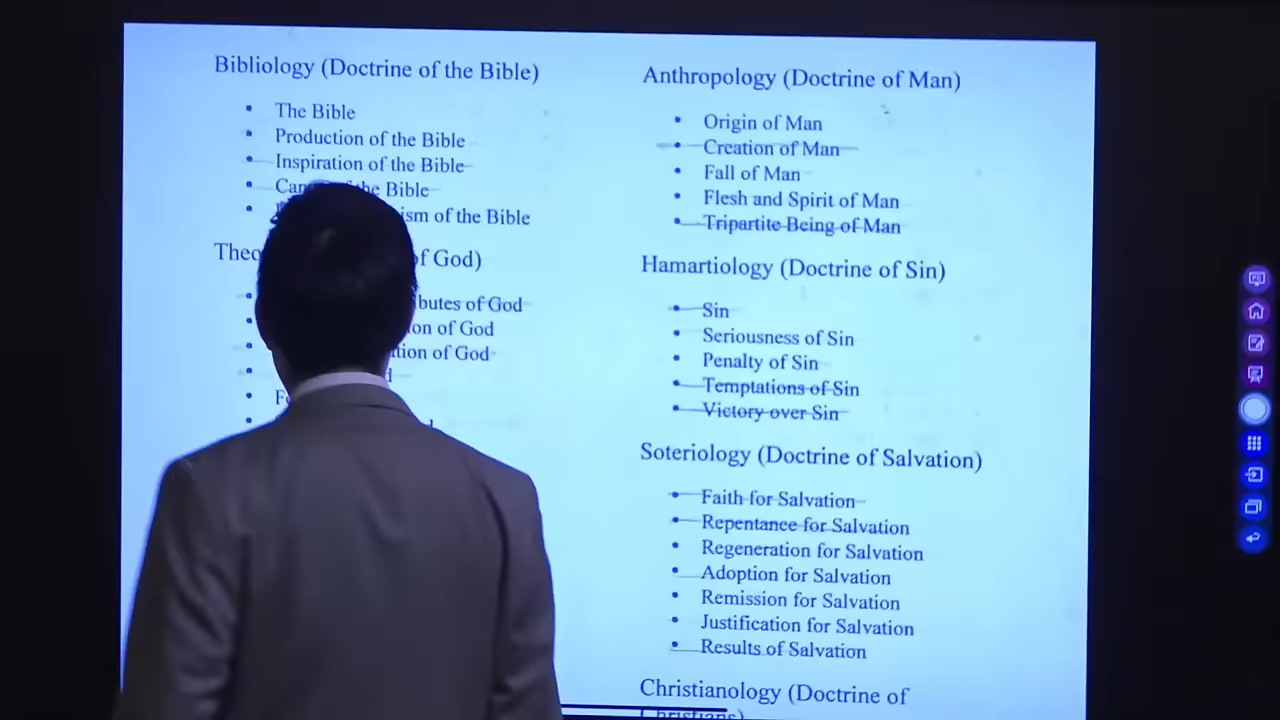 Bibliology (Doctrine of the Bible)
The Bible
Production of the Bible
Inspiration of the Bible
the Bible
of the Bible
of God)
of God
of God
of God
Anthropology (Doctrine of Man)
Origin of Man
Creation of Man
Fall of Man
Flesh and Spirit of Man
Tripartite Being of Man
Hamartiology (Doctrine of Sin)
Sin
Seriousness of Sin
Penalty of Sin
Temptations of Sin
Victory over Sin
Soteriology (Doctrine of Salvation)
Faith for Salvation
Repentance for Salvation
Regeneration for Salvation
Adoption for Salvation
Remission for Salvation
Justification for Salvation
Results of Salvation
Christianology (Doctrine of
Christians)